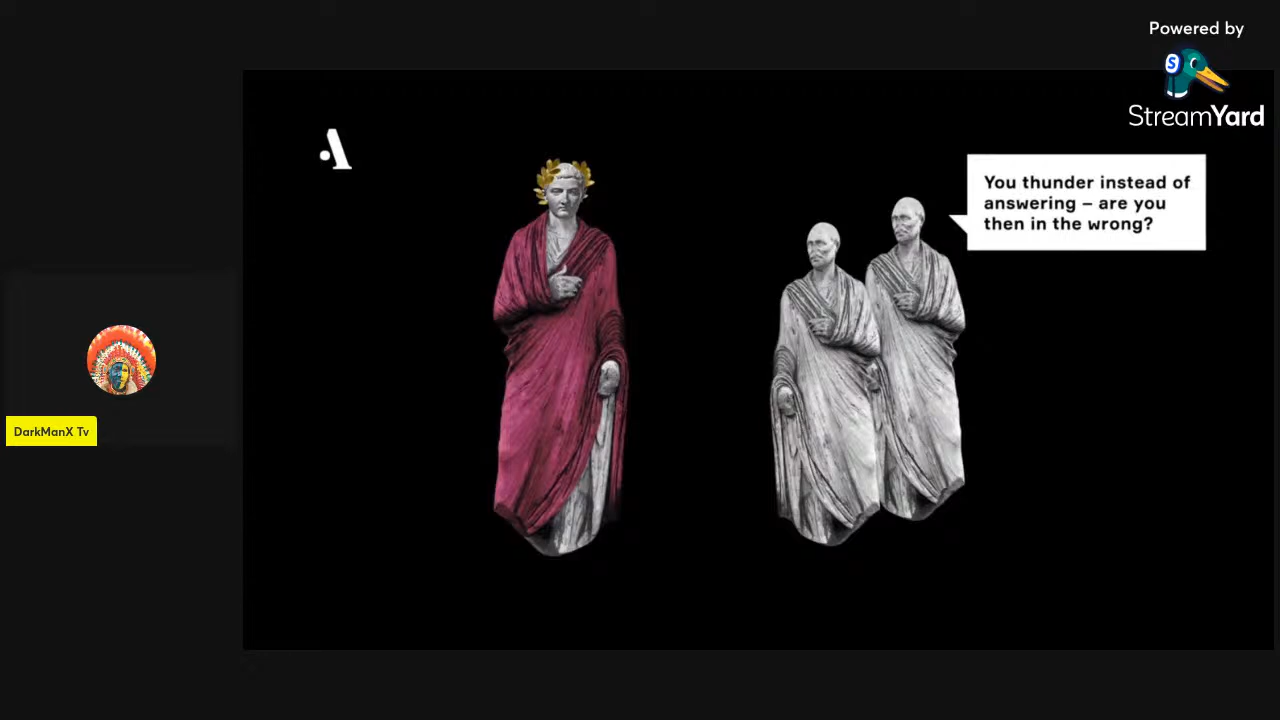 Powered by
S
StreamYard
You thunder instead of
answering – are you
then in the wrong?
DarkManX Tv